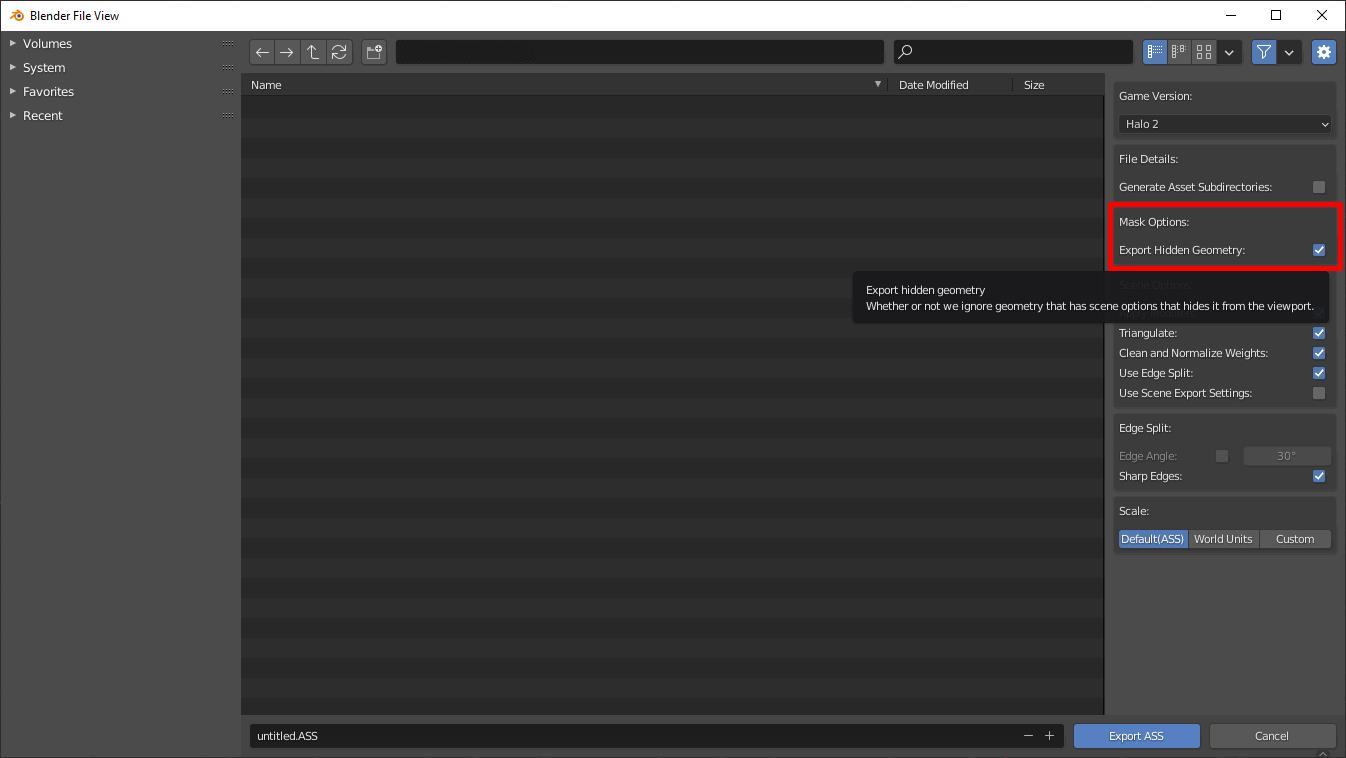 Blender File View
Volumes
System
Favorites
Recent
Name
Date Modified
Size
Game Version:
Halo 2
File Details:
Generate Asset Subdirectories:
Mask Options:
Export Hidden Geometry:
Scene Options:
Export hidden geometry
Whether or not we ignore geometry that has scene options that hides it from the viewport.
Triangulate:
Clean and Normalize Weights:
Use Edge Split:
Use Scene Export Settings:
Edge Split:
Edge Angle:
30°
Sharp Edges:
Scale:
Default(ASS)
World Units
Custom
untitled.ASS
Export ASS
Cancel